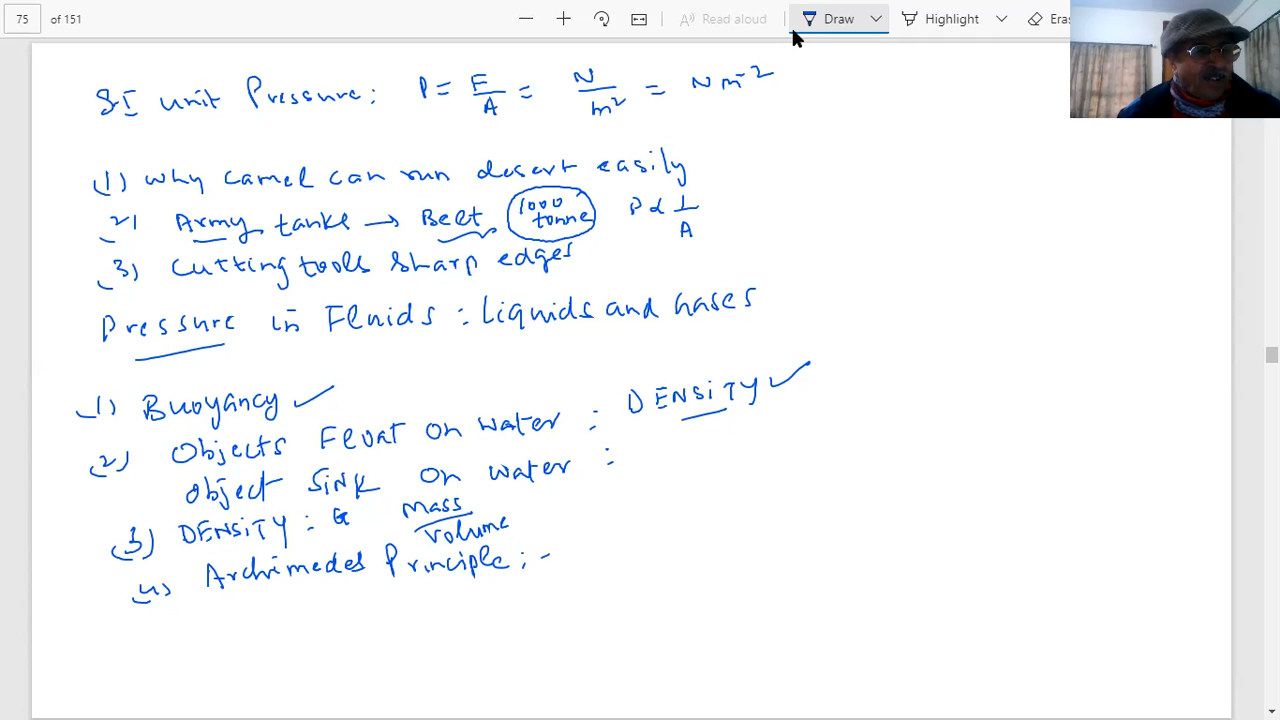 75 of 151 Read aloud Draw Highlight Eras
SI unit Pressure: P = F/A = N/m² = N m⁻²
(1) why camel can run desert easily
(2) Army tanks → Belt 1000 tonne P ∝ 1/A
(3) Cutting tools sharp edges
Pressure in Fluids : Liquids and Gases
(1) Buoyancy ✓
(2) Objects Float on water : DENSITY ✓
Object SiNK on water :
(3) DENSITY : Mass/Volume
(4) Archimedes Principle : -